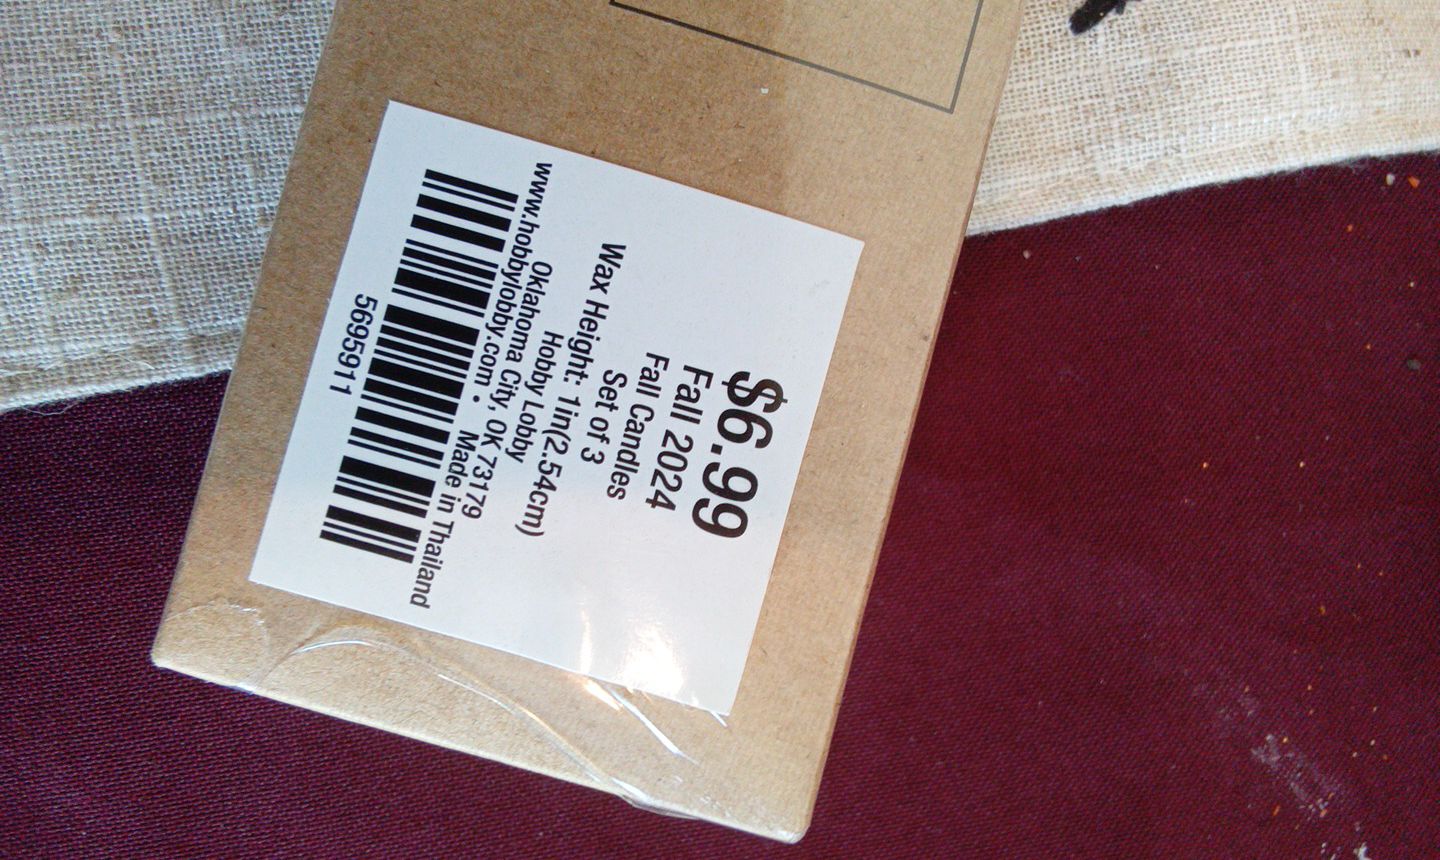 $6.99
Fall 2024
Fall Candles
Set of 3
Wax Height: 1in(2.54cm)
Hobby Lobby
Oklahoma City, OK 73179
www.hobbylobby.com • Made in Thailand
5695911